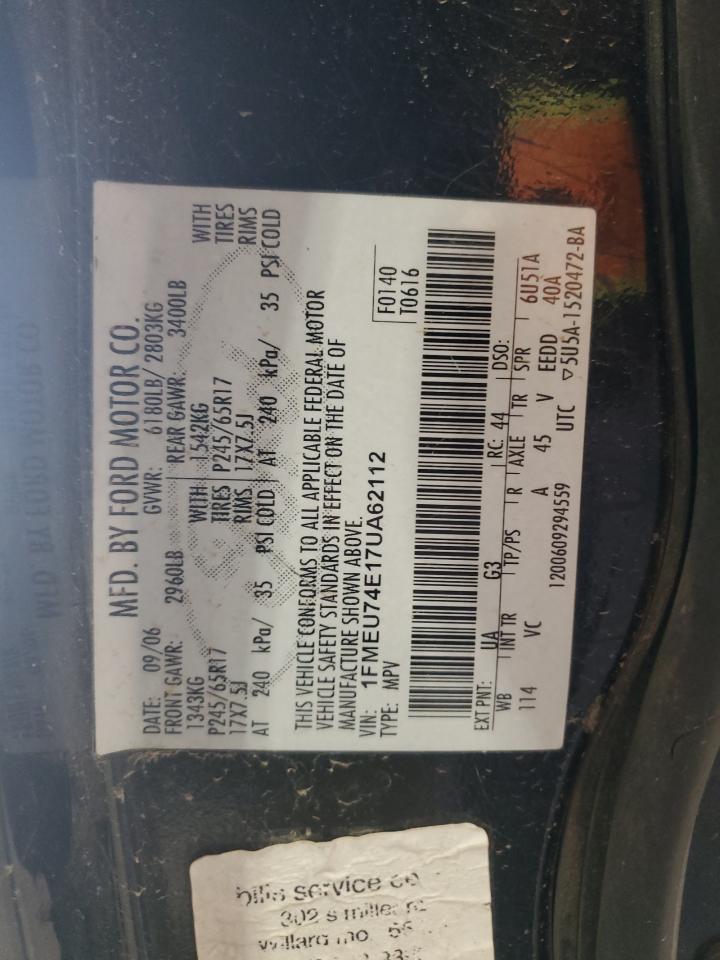 MFD. BY FORD MOTOR CO.
DATE: 09/06 GVWR: 6180LB/ 2803KG
FRONT GAWR: 2960LB REAR GAWR: 3400LB
1343KG WITH 1542KG WITH
P245/65R17 TIRES P245/65R17 TIRES
17X7.5J RIMS 17X7.5J RIMS
AT 240 kPa/ 35 PSI COLD AT 240 kPa/ 35 PSI COLD
THIS VEHICLE CONFORMS TO ALL APPLICABLE FEDERAL MOTOR
VEHICLE SAFETY STANDARDS IN EFFECT ON THE DATE OF
MANUFACTURE SHOWN ABOVE.
VIN: 1FMEU74E17UA62112 F0140
TYPE: MPV T0616
EXT PNT: UA G3 RC: 44 DSO:
WB INT TR TP/PS R AXLE TR SPR 6U51A
114 VC A 45 V EEDD 40A
1200609294559 UTC ▽5U5A-1520472-BA
service
302 s
mo.